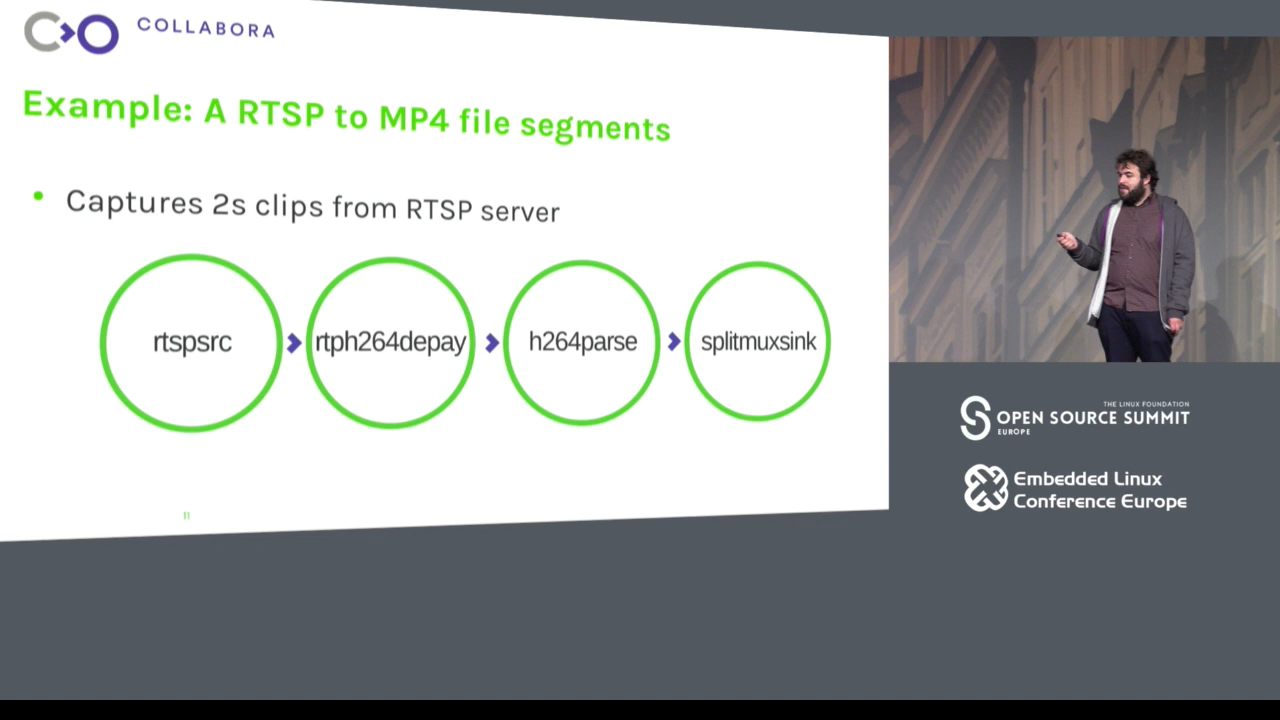 COLLABORA
Example: A RTSP to MP4 file segments
Captures 2s clips from RTSP server
rtspsrc
rtph264depay
h264parse
splitmuxsink
11
THE LINUX FOUNDATION
OPEN SOURCE SUMMIT
EUROPE
Embedded Linux
Conference Europe